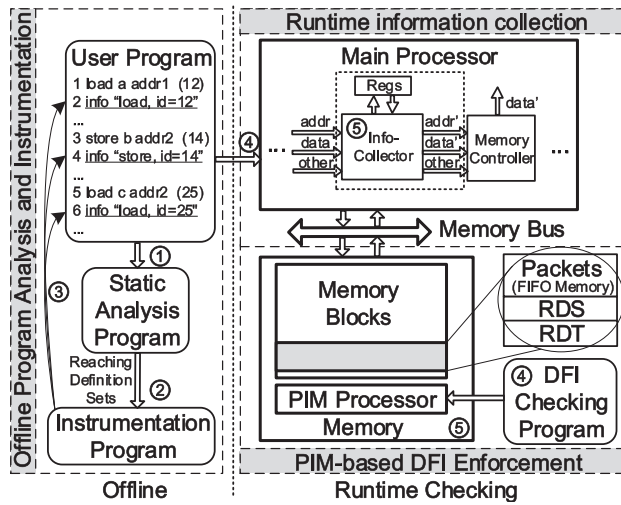 Offline Program Analysis and Instrumentation
User Program
1 load a addr1 (12)
2 info "load, id=12"
...
3 store b addr2 (14)
4 info "store, id=14"
...
5 load c addr2 (25)
6 info "load, id=25"
...
①
③
Static
Analysis
Program
Reaching
Definition
Sets
②
Instrumentation
Program
Offline
Runtime information collection
Main Processor
④
...
Regs
addr
data
other
⑤
Info-
Collector
addr'
data'
other
data'
Memory
Controller
...
Memory Bus
Memory
Blocks
PIM Processor
Memory
⑤
Packets
(FIFO Memory)
RDS
RDT
④ DFI
Checking
Program
PIM-based DFI Enforcement
Runtime Checking